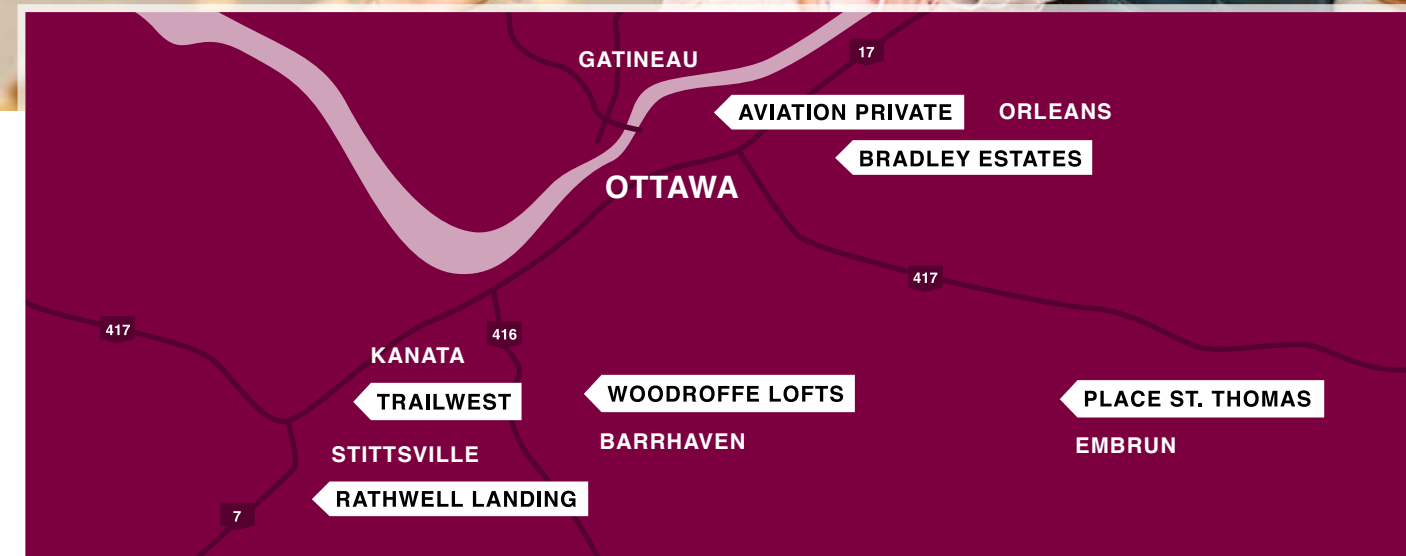 GATINEAU
17
AVIATION PRIVATE
ORLEANS
BRADLEY ESTATES
OTTAWA
417
417
416
KANATA
TRAILWEST
WOODROFFE LOFTS
PLACE ST. THOMAS
BARRHAVEN
EMBRUN
STITTSVILLE
RATHWELL LANDING
7